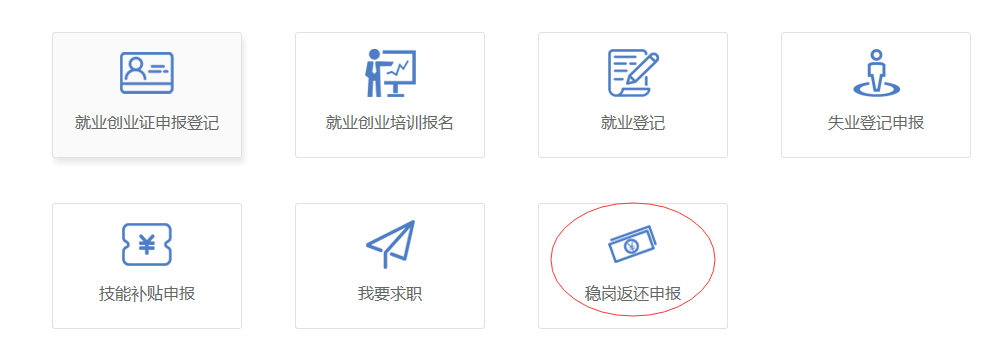 就业创业证申报登记
就业创业培训报名
就业登记
失业登记申报
技能补贴申报
我要求职
稳岗返还申报